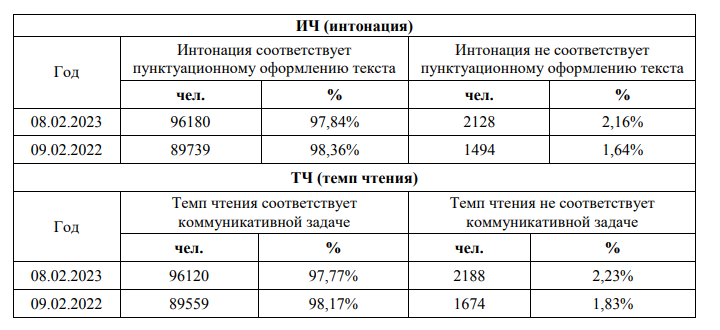 ИЧ (интонация)
Год
Интонация соответствует
пунктуационному оформлению текста
Интонация не соответствует
пунктуационному оформлению текста
чел. % чел. %
08.02.2023 96180 97,84% 2128 2,16%
09.02.2022 89739 98,36% 1494 1,64%
ТЧ (темп чтения)
Год
Темп чтения соответствует
коммуникативной задаче
Темп чтения не соответствует
коммуникативной задаче
чел. % чел. %
08.02.2023 96120 97,77% 2188 2,23%
09.02.2022 89559 98,17% 1674 1,83%